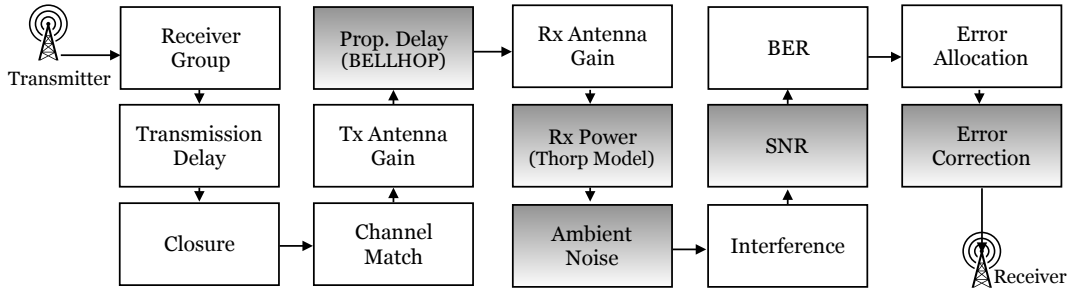 Transmitter
Receiver
Group
Transmission
Delay
Closure
Channel
Match
Tx Antenna
Gain
Prop. Delay
(BELLHOP)
Rx Antenna
Gain
Rx Power
(Thorp Model)
Ambient
Noise
Interference
SNR
BER
Error
Allocation
Error
Correction
Receiver